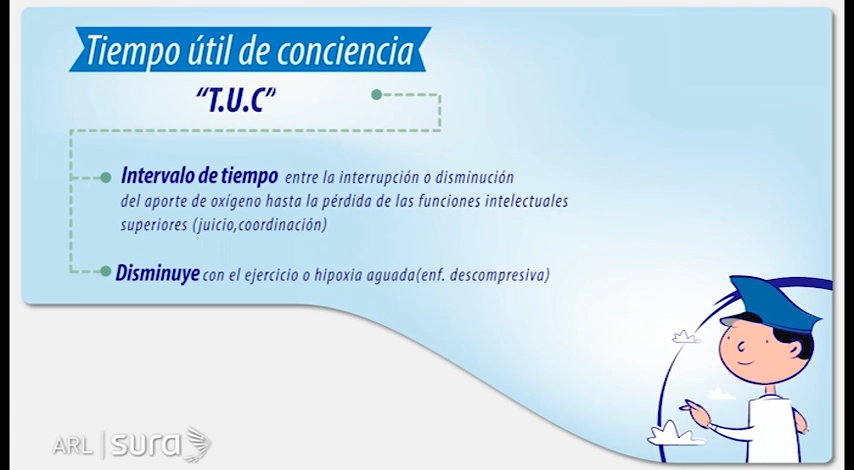 Tiempo útil de conciencia
“T.U.C”
Intervalo de tiempo entre la interrupción o disminución
del aporte de oxígeno hasta la pérdida de las funciones intelectuales
superiores (juicio,coordinación)
Disminuye con el ejercicio o hipoxia aguada(enf. descompresiva)
ARL | sura